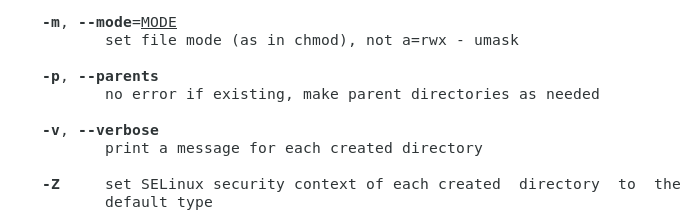 -m, --mode=MODE
set file mode (as in chmod), not a=rwx - umask
-p, --parents
no error if existing, make parent directories as needed
-v, --verbose
print a message for each created directory
-Z     set SELinux security context of each created  directory  to  the
default type